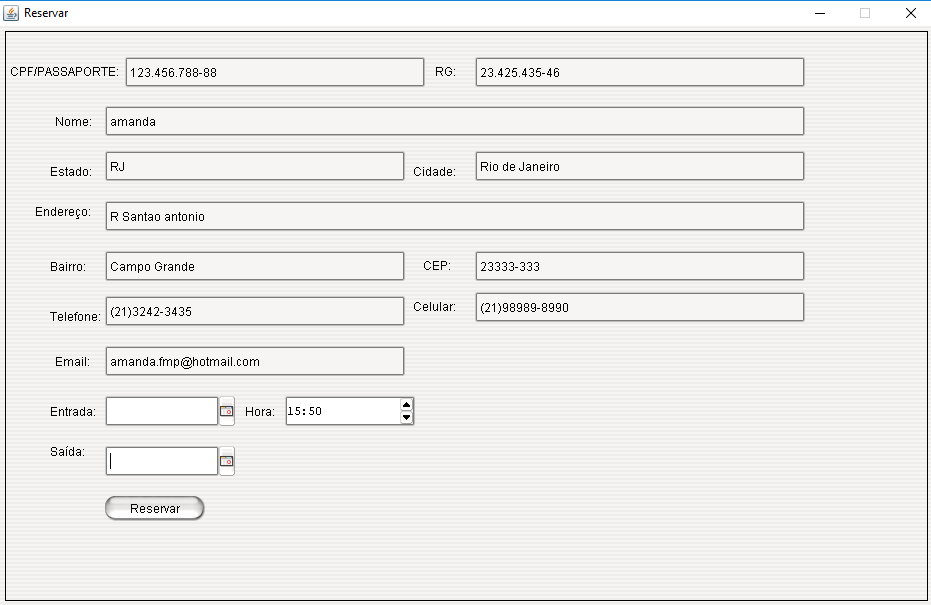 Reservar
CPF/PASSAPORTE: 123.456.788-88 RG: 23.425.435-46
Nome: amanda
Estado: RJ Cidade: Rio de Janeiro
Endereço: R Santao antonio
Bairro: Campo Grande CEP: 23333-333
Telefone: (21)3242-3435 Celular: (21)98989-8990
Email: amanda.fmp@hotmail.com
Entrada: Hora: 15:50
Saída:
Reservar